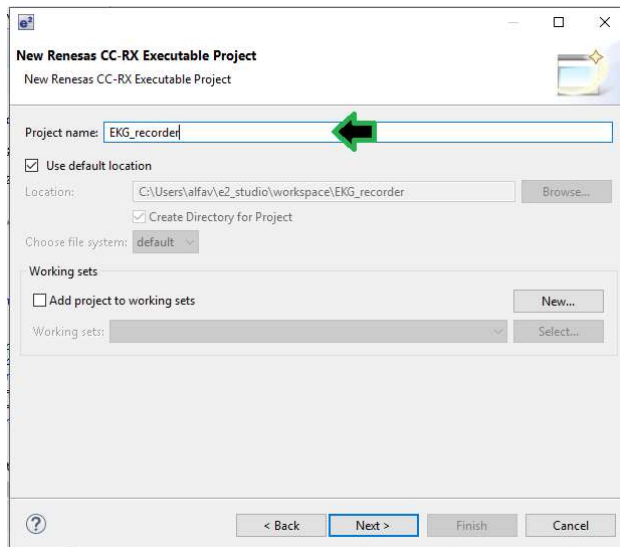 e²
New Renesas CC-RX Executable Project
New Renesas CC-RX Executable Project
Project name: EKG_recorder
Use default location
Location: C:\Users\alfav\e2_studio\workspace\EKG_recorder Browse...
Create Directory for Project
Choose file system: default
Working sets
Add project to working sets New...
Working sets: Select...
? < Back Next > Finish Cancel